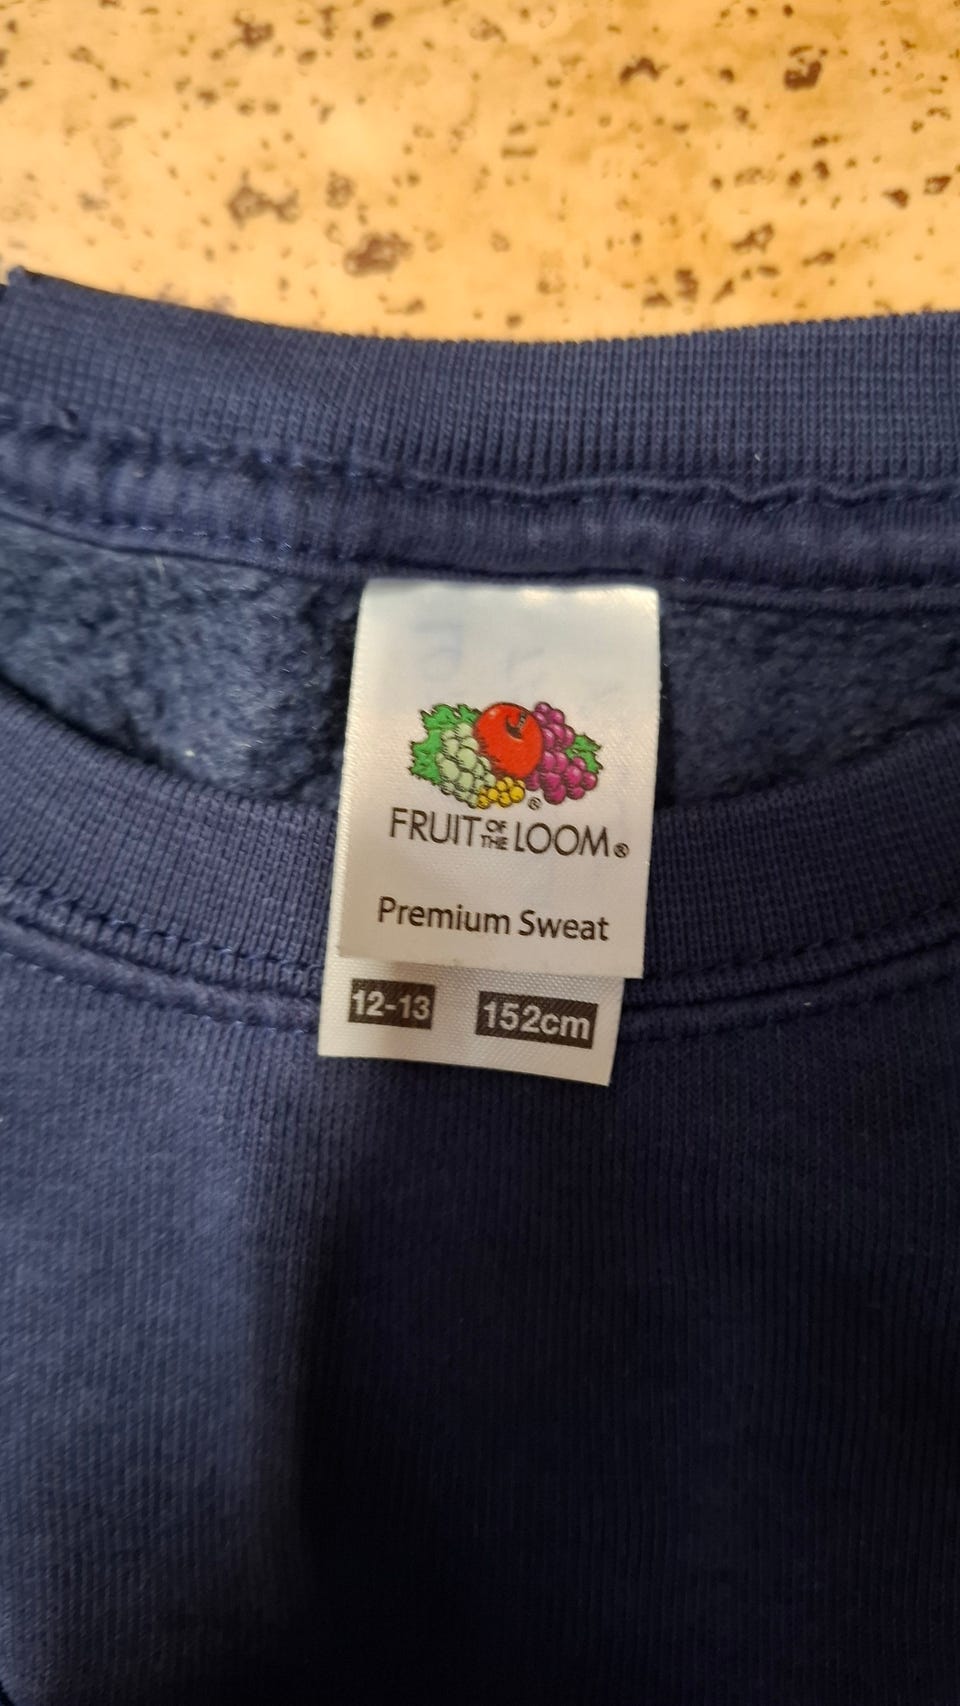 FRUIT OF THE LOOM®
Premium Sweat
12-13 152cm